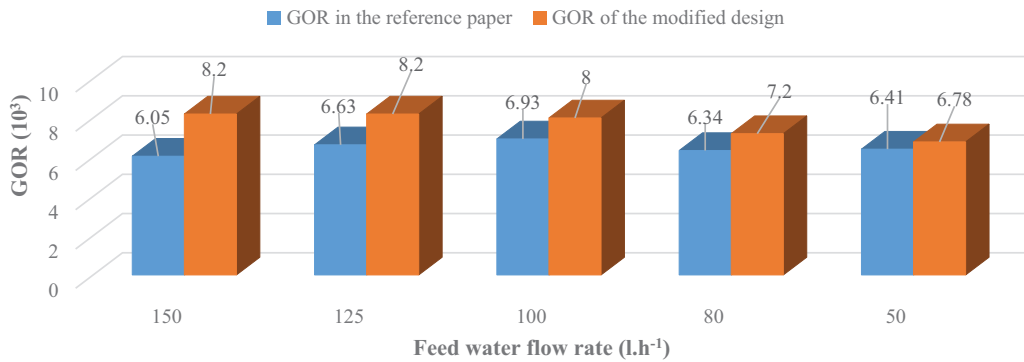 GOR in the reference paper GOR of the modified design
10
8
6
4
2
0
GOR (10³)
6.05 8.2 6.63 8.2 6.93 8 6.34 7.2 6.41 6.78
150 125 100 80 50
Feed water flow rate (l.h⁻¹)